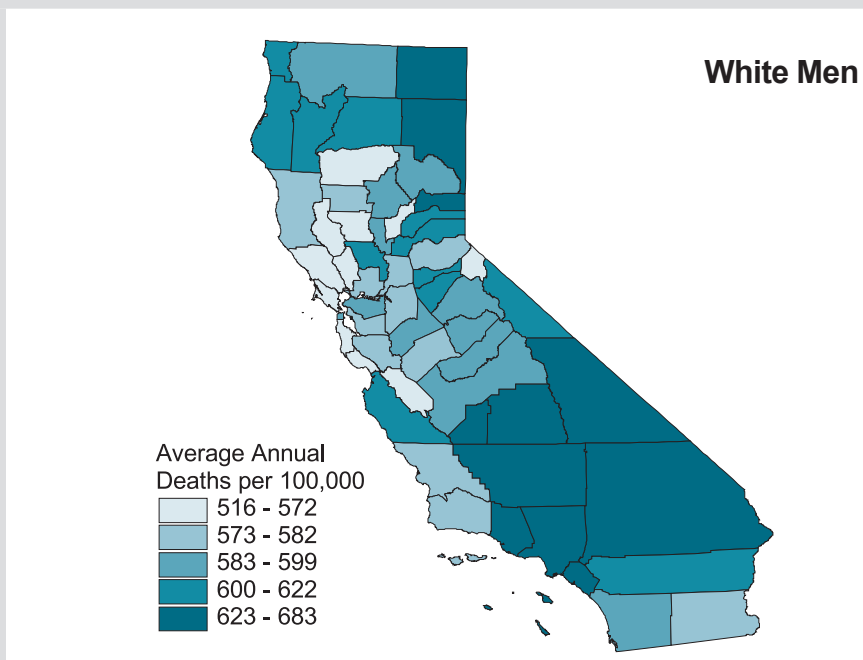 White Men
Average Annual
Deaths per 100,000
516 - 572
573 - 582
583 - 599
600 - 622
623 - 683